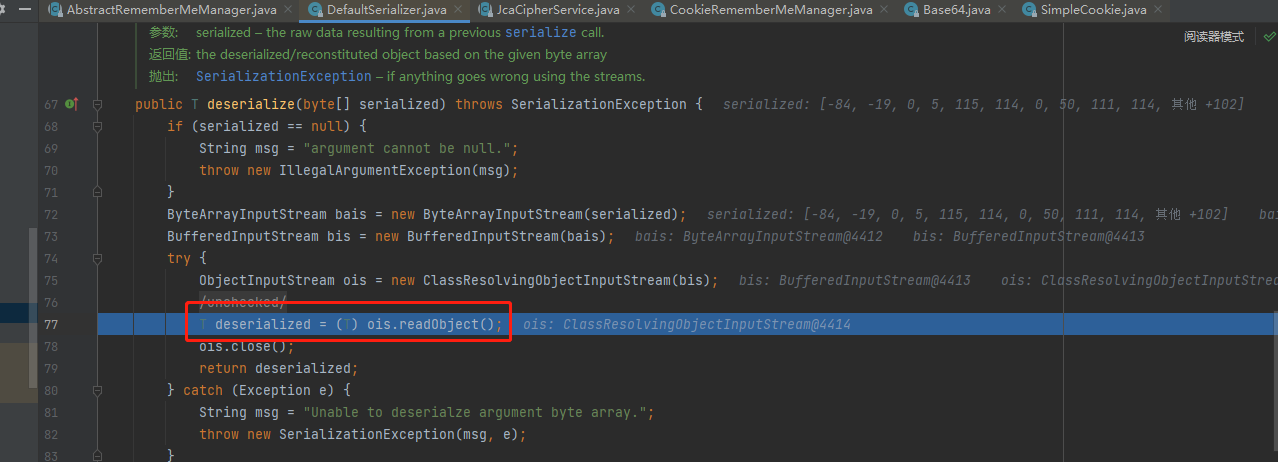 AbstractRememberMeManager.java DefaultSerializer.java JcaCipherService.java CookieRememberMeManager.java Base64.java SimpleCookie.java
参数: serialized – the raw data resulting from a previous serialize call.
阅读器模式
返回值: the deserialized/reconstituted object based on the given byte array
抛出: SerializationException – if anything goes wrong using the streams.
67 public T deserialize(byte[] serialized) throws SerializationException { serialized: [-84, -19, 0, 5, 115, 114, 0, 50, 111, 114, 其他 +102]
68 if (serialized == null) {
69 String msg = "argument cannot be null.";
70 throw new IllegalArgumentException(msg);
71 }
72 ByteArrayInputStream bais = new ByteArrayInputStream(serialized); serialized: [-84, -19, 0, 5, 115, 114, 0, 50, 111, 114, 其他 +102] bai
73 BufferedInputStream bis = new BufferedInputStream(bais); bais: ByteArrayInputStream@4412 bis: BufferedInputStream@4413
74 try {
75 ObjectInputStream ois = new ClassResolvingObjectInputStream(bis); bis: BufferedInputStream@4413 ois: ClassResolvingObjectInputSt
76 /unchecked/
77 T deserialized = (T) ois.readObject(); ois: ClassResolvingObjectInputStream@4414
78 ois.close();
79 return deserialized;
80 } catch (Exception e) {
81 String msg = "Unable to deserialze argument byte array.";
82 throw new SerializationException(msg, e);
83 }